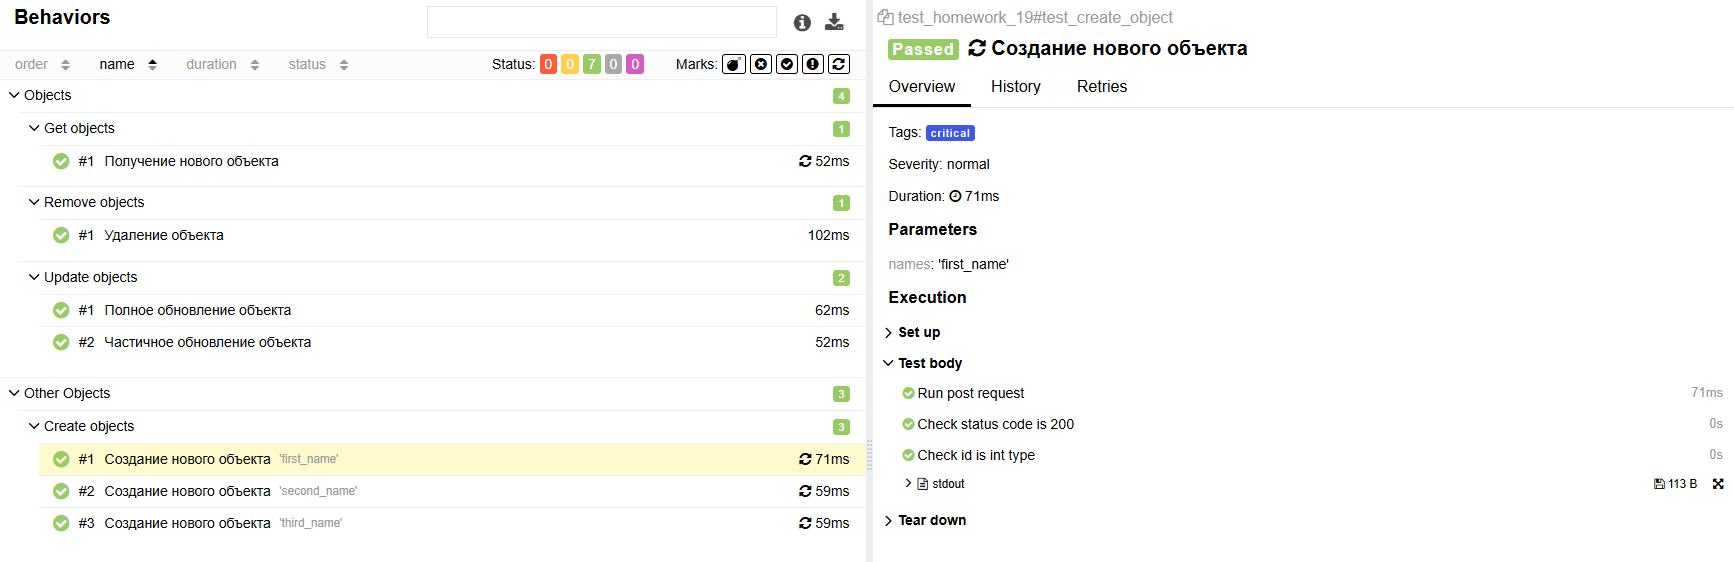 Behaviors
order name duration status Status: 0 0 7 0 0 Marks:
Objects 4
Get objects 1
#1 Получение нового объекта 52ms
Remove objects 1
#1 Удаление объекта 102ms
Update objects 2
#1 Полное обновление объекта 62ms
#2 Частичное обновление объекта 52ms
Other Objects 3
Create objects 3
#1 Создание нового объекта 'first_name' 71ms
#2 Создание нового объекта 'second_name' 59ms
#3 Создание нового объекта 'third_name' 59ms
test_homework_19#test_create_object
Passed Создание нового объекта
Overview History Retries
Tags: critical
Severity: normal
Duration: 71ms
Parameters
names: 'first_name'
Execution
Set up
Test body
Run post request 71ms
Check status code is 200 0s
Check id is int type 0s
stdout 113 B
Tear down